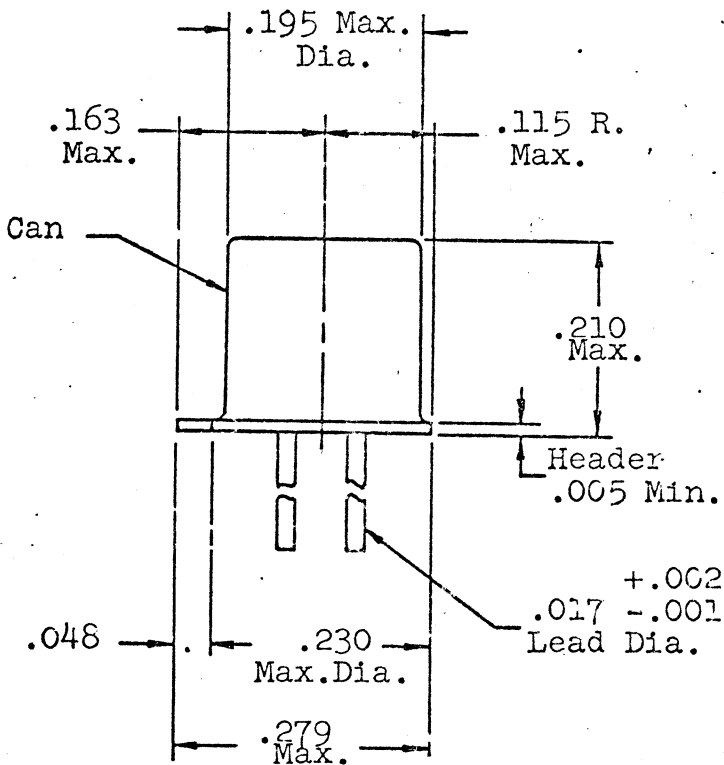 .195 Max.
Dia.
.163
Max.
.115 R.
Max.
Can
.210
Max.
Header
.005 Min.
+.002
.017 -.001
Lead Dia.
.048
.230
Max.Dia.
.279
Max.